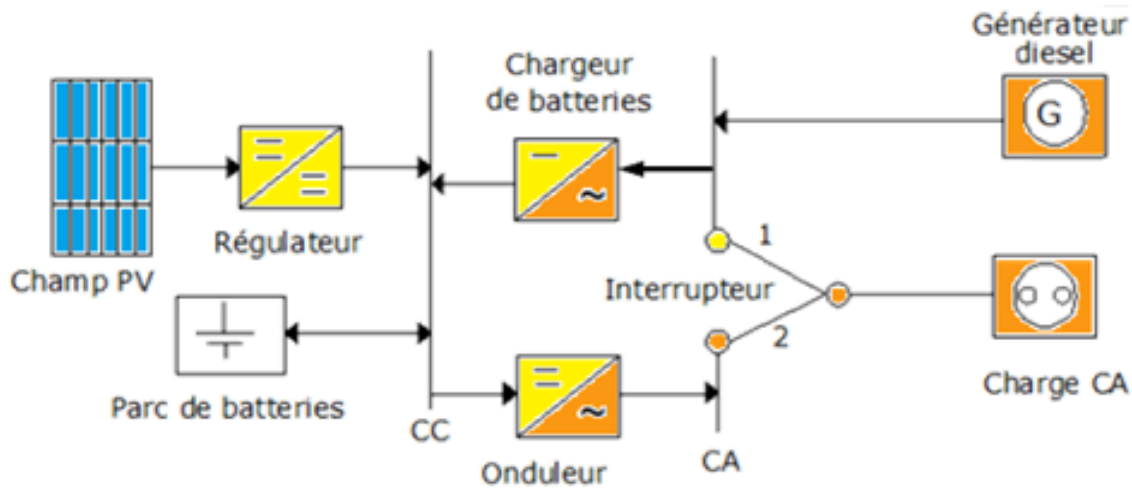 Générateur
diesel
G
Chargeur
de batteries
~
Régulateur
1
Champ PV
Interrupteur
2
Parc de batteries
~
Charge CA
CC
CA
Onduleur